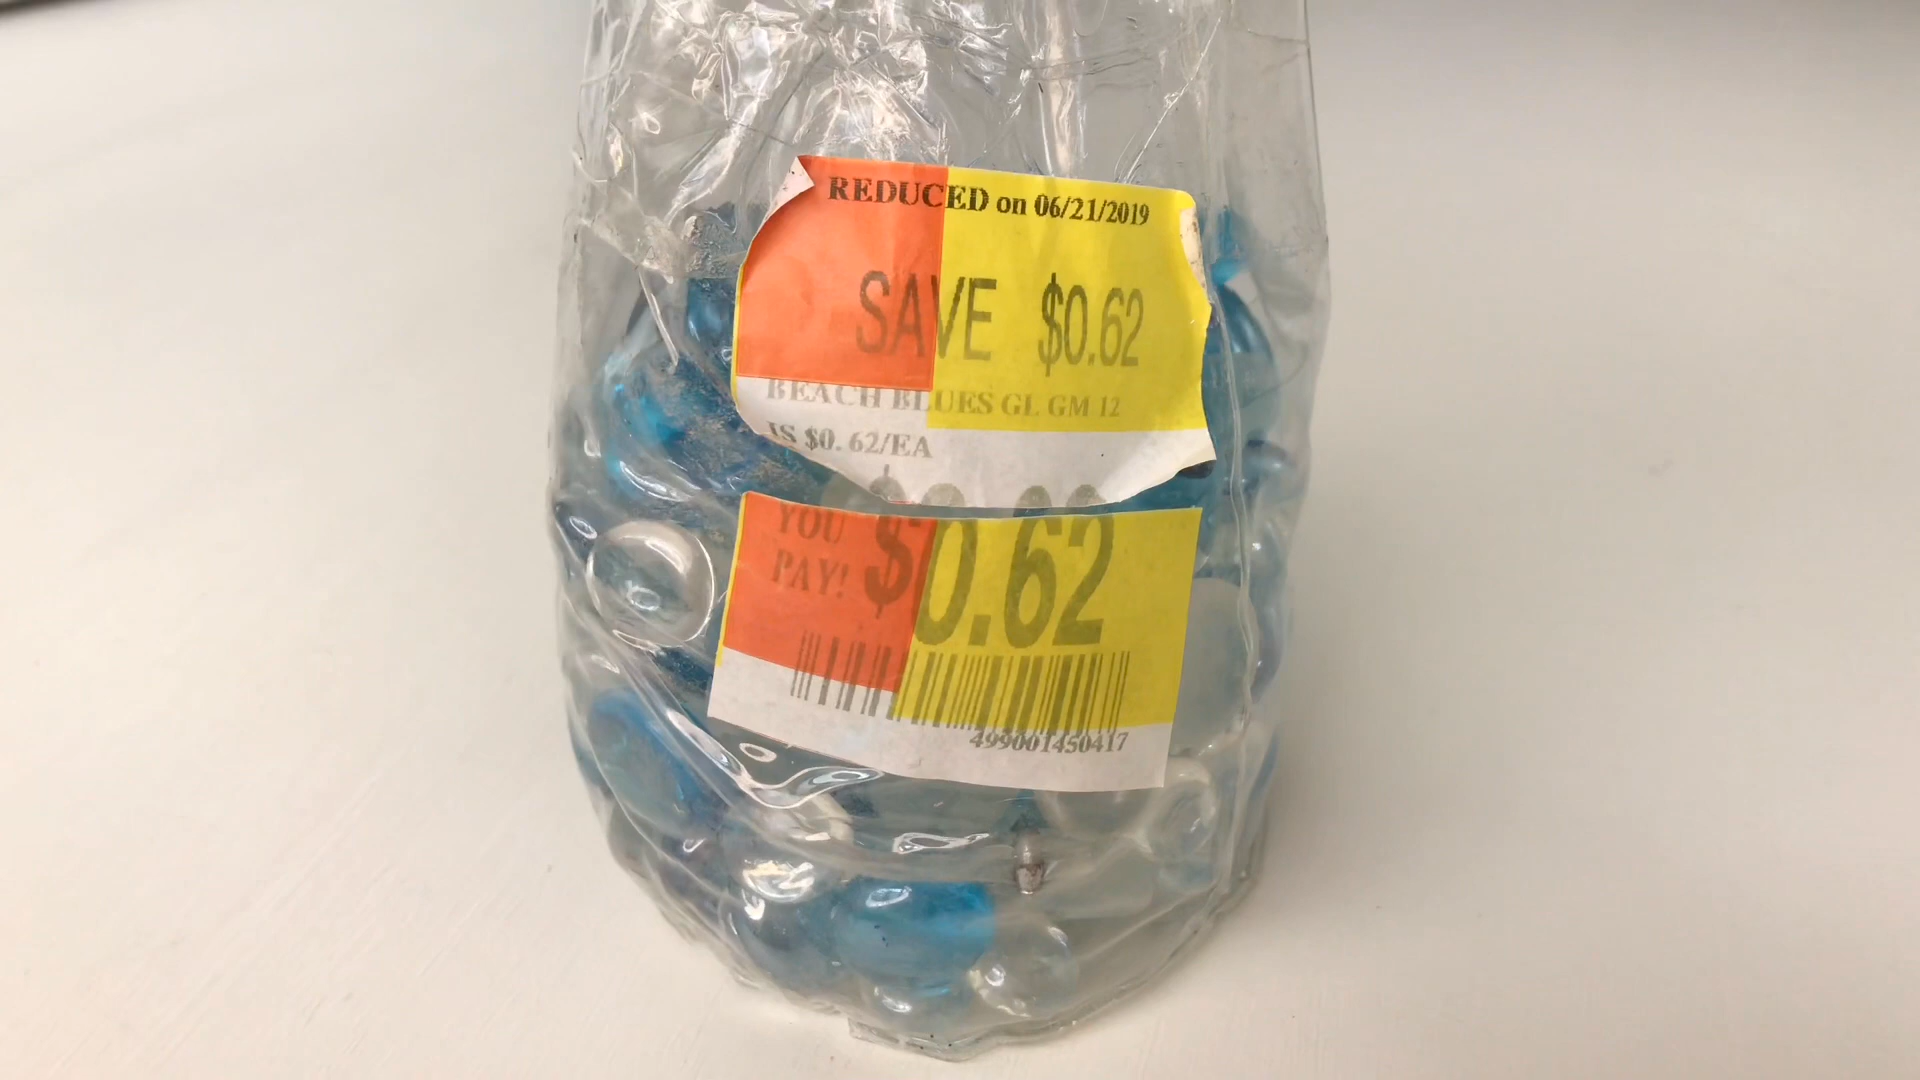 REDUCED on 06/21/2019
SAVE $0.62
BEACH BLUES GL GM 12
IS $0. 62/EA
YOU PAY! $0.62
499001450417